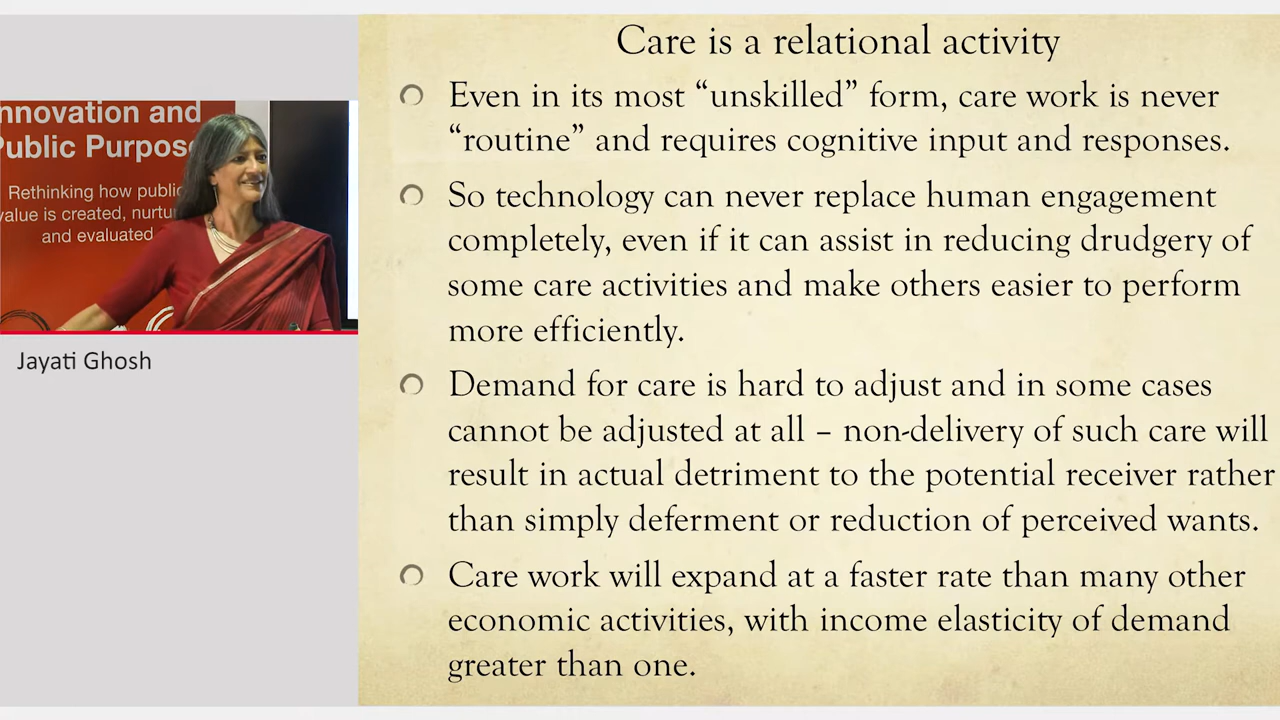 nnovation and
Public Purpos
Rethinking how public
value is created, nurtu
and evaluated
Jayati Ghosh
Care is a relational activity
Even in its most “unskilled” form, care work is never
“routine” and requires cognitive input and responses.
So technology can never replace human engagement
completely, even if it can assist in reducing drudgery of
some care activities and make others easier to perform
more efficiently.
Demand for care is hard to adjust and in some cases
cannot be adjusted at all – non-delivery of such care will
result in actual detriment to the potential receiver rather
than simply deferment or reduction of perceived wants.
Care work will expand at a faster rate than many other
economic activities, with income elasticity of demand
greater than one.